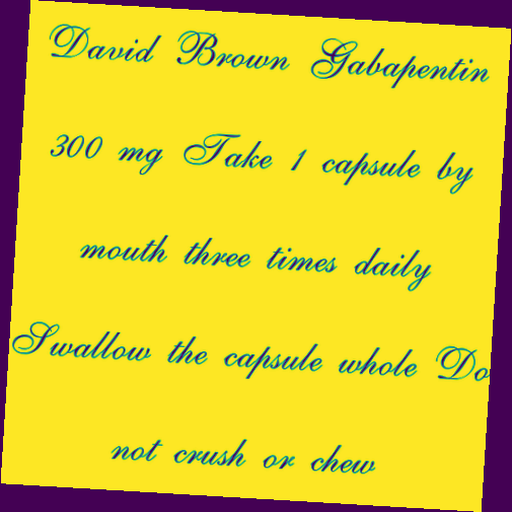 David Brown Gabapentin
300 mg Take 1 capsule by
mouth three times daily
Swallow the capsule whole Do
not crush or chew